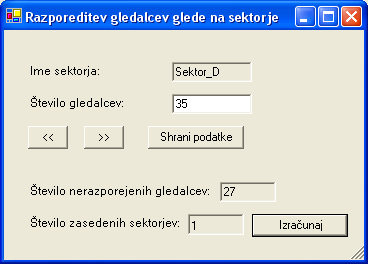 Razporeditev gledalcev glede na sektorje
Ime sektorja: Sektor_D
Število gledalcev: 35
<< >> Shrani podatke
Število nerazporejenih gledalcev: 27
Število zasedenih sektorjev: 1 Izračunaj